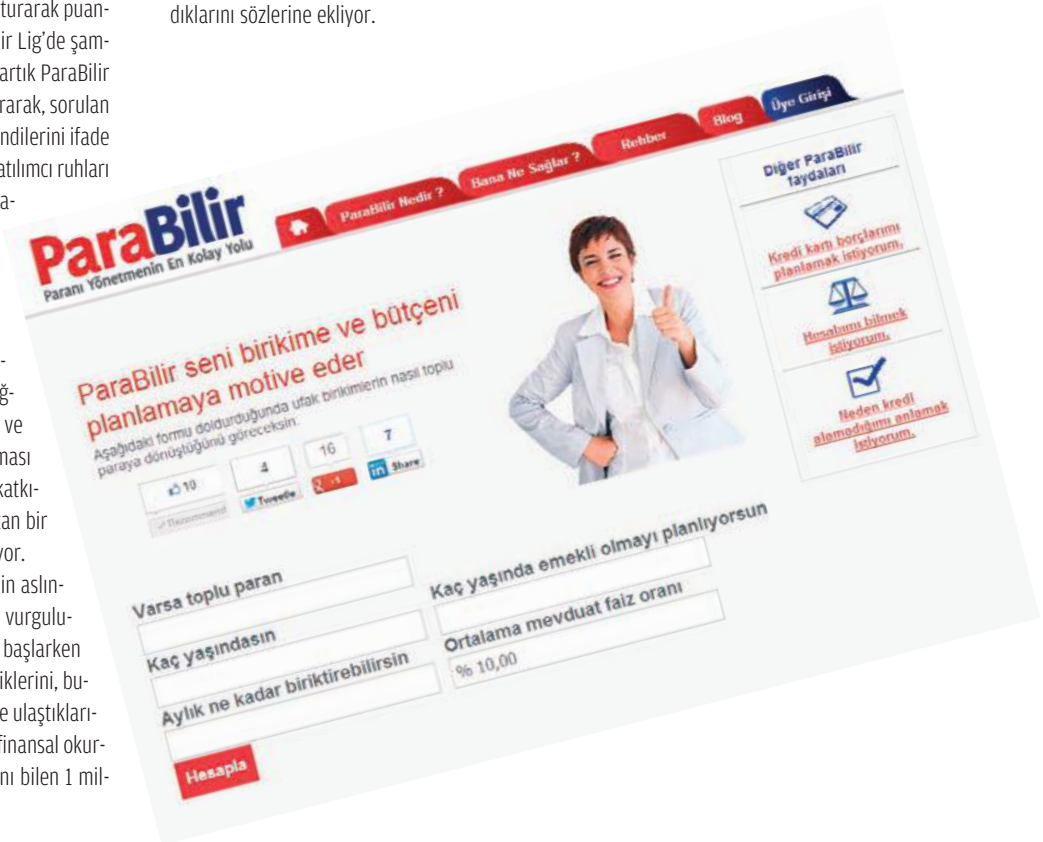 turarak puan-
ir Lig’de şam-
artık ParaBilir
rarak, sorulan
ndilerini ifade
atılımcı ruhları
a-
-
ğ-
ve
ması
katkı-
tan bir
yor.
in aslın-
vurgulu-
başlarken
iklerini, bu-
e ulaştıkları-
finansal okur-
nı bilen 1 mil-
dıklarını sözlerine ekliyor.
ParaBilir
Paranı Yönetmenin En Kolay Yolu
ParaBilir Nedir ?
Bana Ne Sağlar ?
Rehber
Blog
Üye Girişi
ParaBilir seni birikime ve bütçeni
planlamaya motive eder
Aşağıdaki formu doldurduğunda ufak birikimlerin nasıl toplu
paraya dönüştüğünü göreceksin.
10
4
16
7
Recommend
Tweetle
+1
in Share
Varsa toplu paran
Kaç yaşındasın
Aylık ne kadar biriktirebilirsin
Kaç yaşında emekli olmayı planlıyorsun
Ortalama mevduat faiz oranı
% 10,00
Hesapla
Diğer ParaBilir
faydaları
Kredi kartı borçlarımı
planlamak istiyorum.
Hesabımı bilmek
istiyorum.
Neden kredi
alamadığımı anlamak
istiyorum.